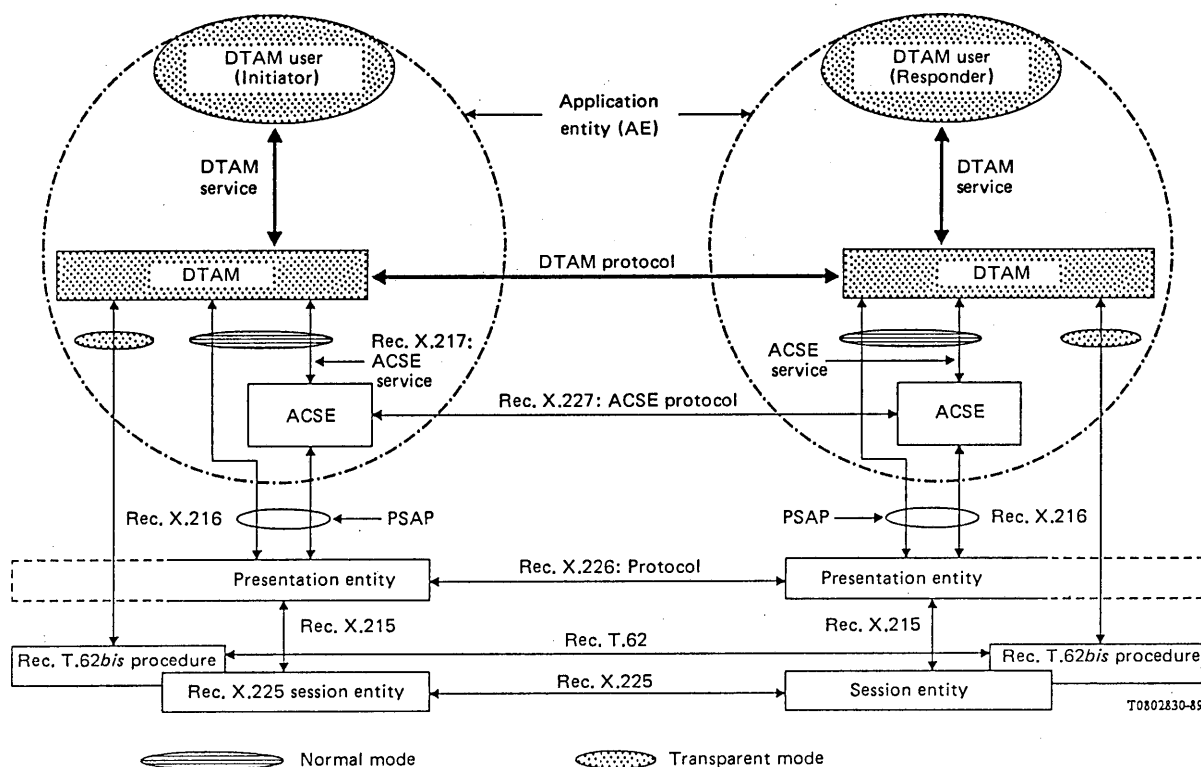 DTAM user
(Initiator)
DTAM user
(Responder)
Application
entity (AE)
DTAM
service
DTAM
service
DTAM
DTAM protocol
DTAM
Rec. X.217:
ACSE
service
ACSE
service
ACSE
Rec. X.227: ACSE protocol
ACSE
Rec. X.216
PSAP
PSAP
Rec. X.216
Presentation entity
Rec. X.226: Protocol
Presentation entity
Rec. X.215
Rec. X.215
Rec. T.62
Rec. T.62bis procedure
Rec. T.62bis procedure
Rec. X.225 session entity
Rec. X.225
Session entity
T0802830-89
Normal mode
Transparent mode